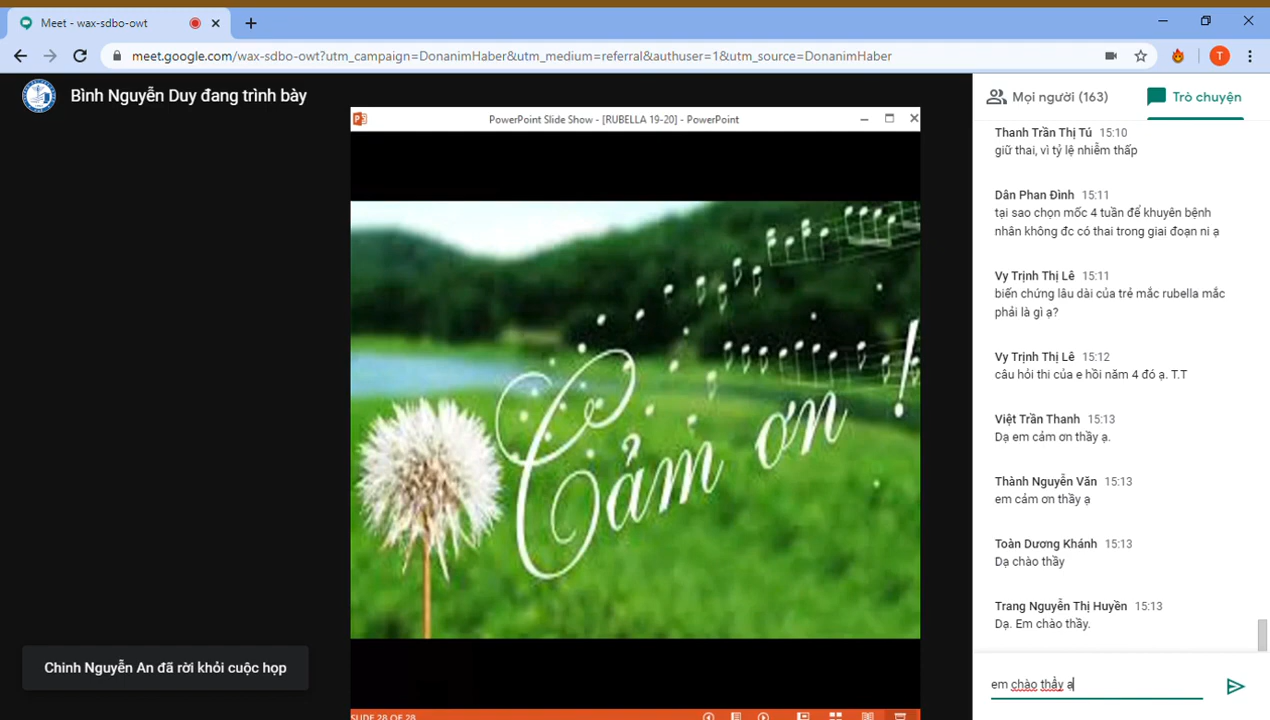 Meet - wax-sdbo-owt
meet.google.com/wax-sdbo-owt?utm_campaign=DonanimHaber&utm_medium=referral&authuser=1&utm_source=DonanimHaber
T
Bình Nguyễn Duy đang trình bày
PowerPoint Slide Show - [RUBELLA 19-20] - PowerPoint
Cảm ơn !
SLIDE 28 OF 28
Chinh Nguyễn An đã rời khỏi cuộc họp
Mọi người (163)
Trò chuyện
Thanh Trần Thị Tú 15:10
giữ thai, vì tỷ lệ nhiễm thấp
Dân Phan Đình 15:11
tại sao chọn mốc 4 tuần để khuyên bệnh
nhân không đc có thai trong giai đoạn ni ạ
Vy Trịnh Thị Lê 15:11
biến chứng lâu dài của trẻ mắc rubella mắc
phải là gì ạ?
Vy Trịnh Thị Lê 15:12
câu hỏi thi của e hồi năm 4 đó ạ. T.T
Việt Trần Thanh 15:13
Dạ em cảm ơn thầy ạ.
Thành Nguyễn Văn 15:13
em cảm ơn thầy ạ
Toàn Dương Khánh 15:13
Dạ chào thầy
Trang Nguyễn Thị Huyền 15:13
Dạ. Em chào thầy.
em chào thầy ạ